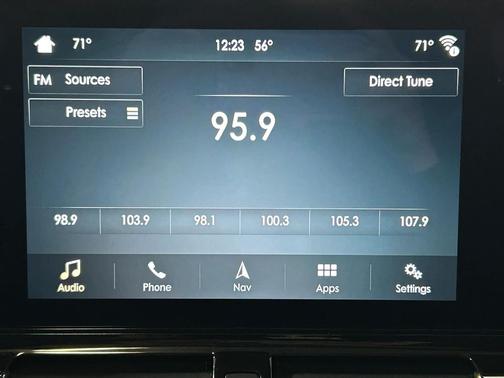 71° 12:23 56° 71°
FM Sources Direct Tune
Presets
95.9
98.9 103.9 98.1 100.3 105.3 107.9
Audio Phone Nav Apps Settings